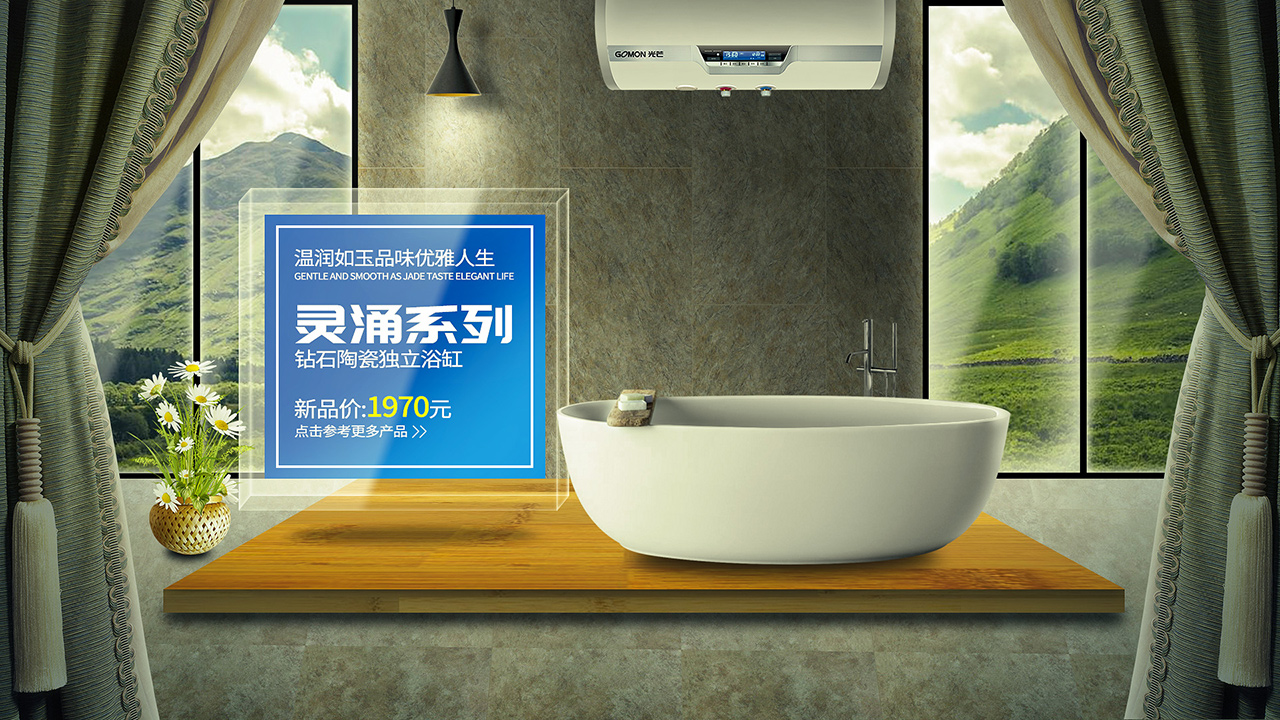 GOMON 光芒
温润如玉品味优雅人生
GENTLE AND SMOOTH AS JADE TASTE ELEGANT LIFE
灵涌系列
钻石陶瓷独立浴缸
新品价:1970元
点击参考更多产品 >>